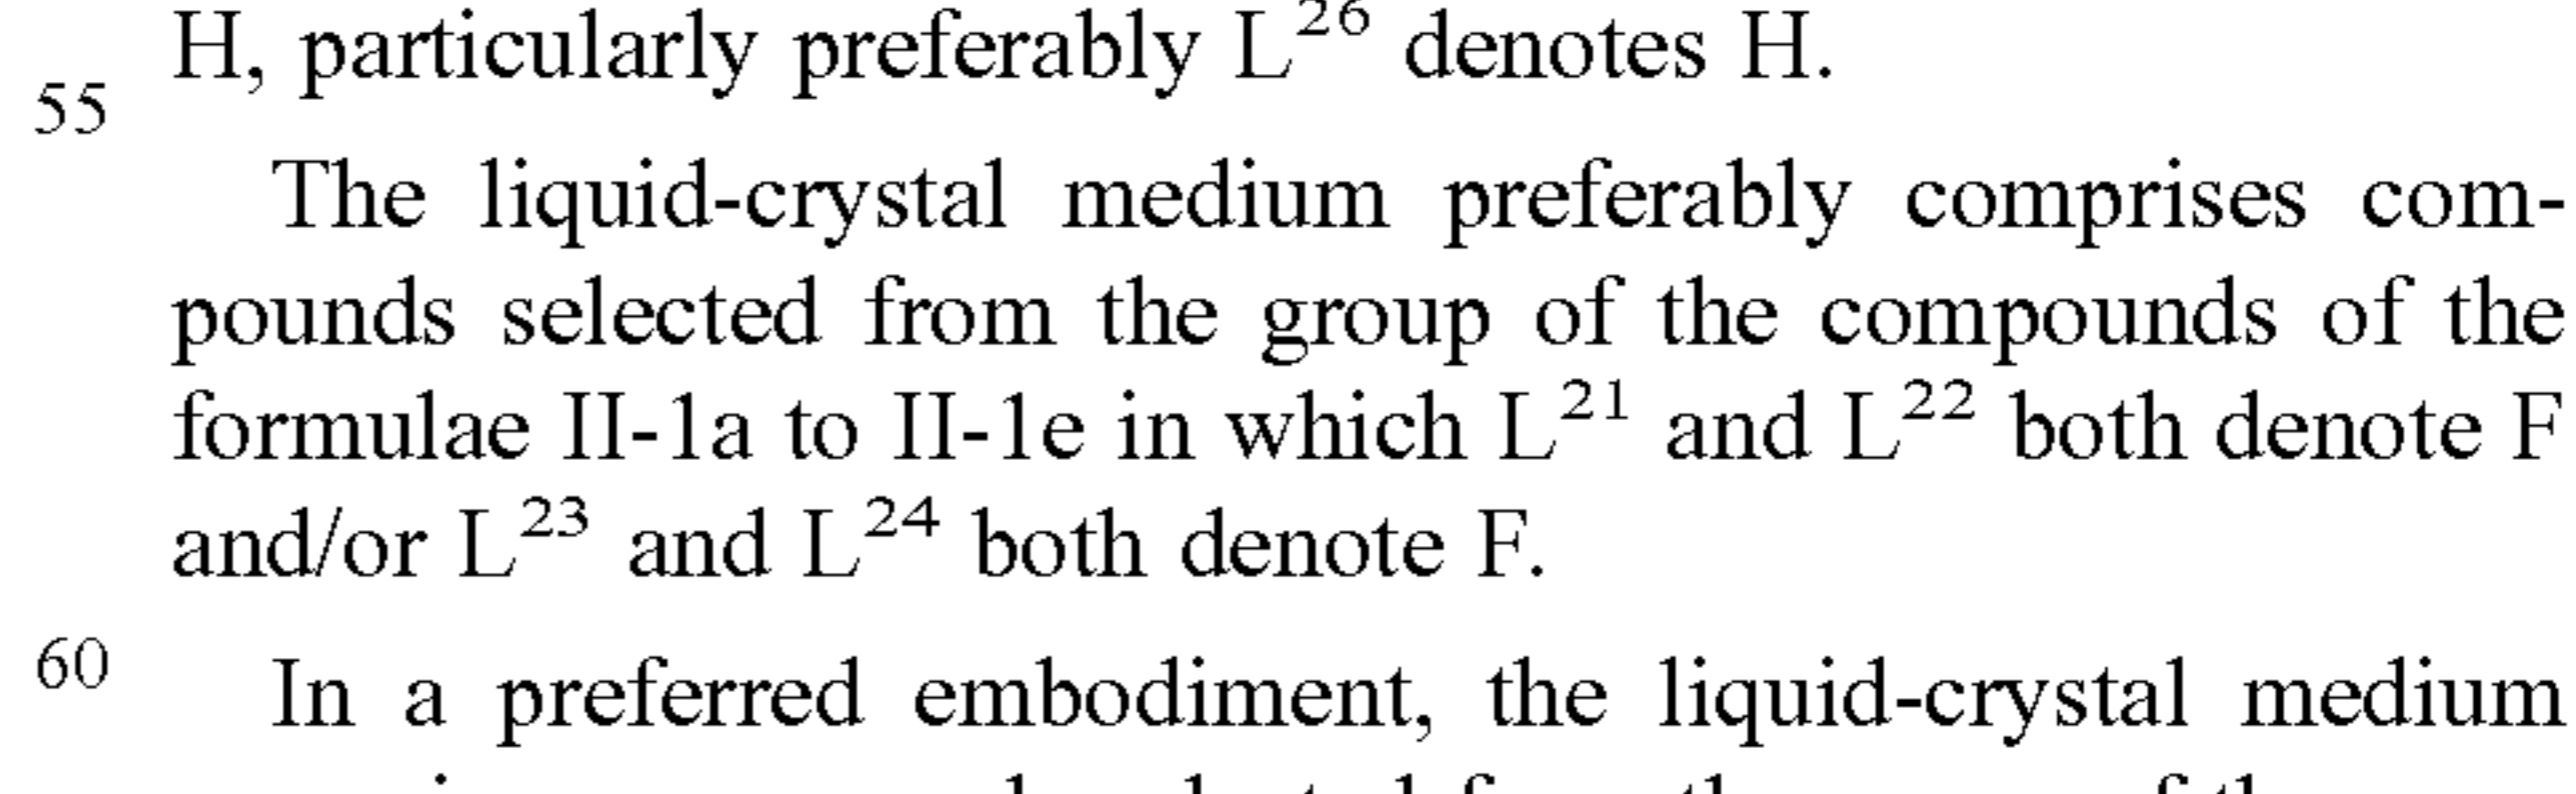 H, particularly preferably L²⁶ denotes H.
55
The liquid-crystal medium preferably comprises com-
pounds selected from the group of the compounds of the
formulae II-1a to II-1e in which L²¹ and L²² both denote F
and/or L²³ and L²⁴ both denote F.
60
In a preferred embodiment, the liquid-crystal medium